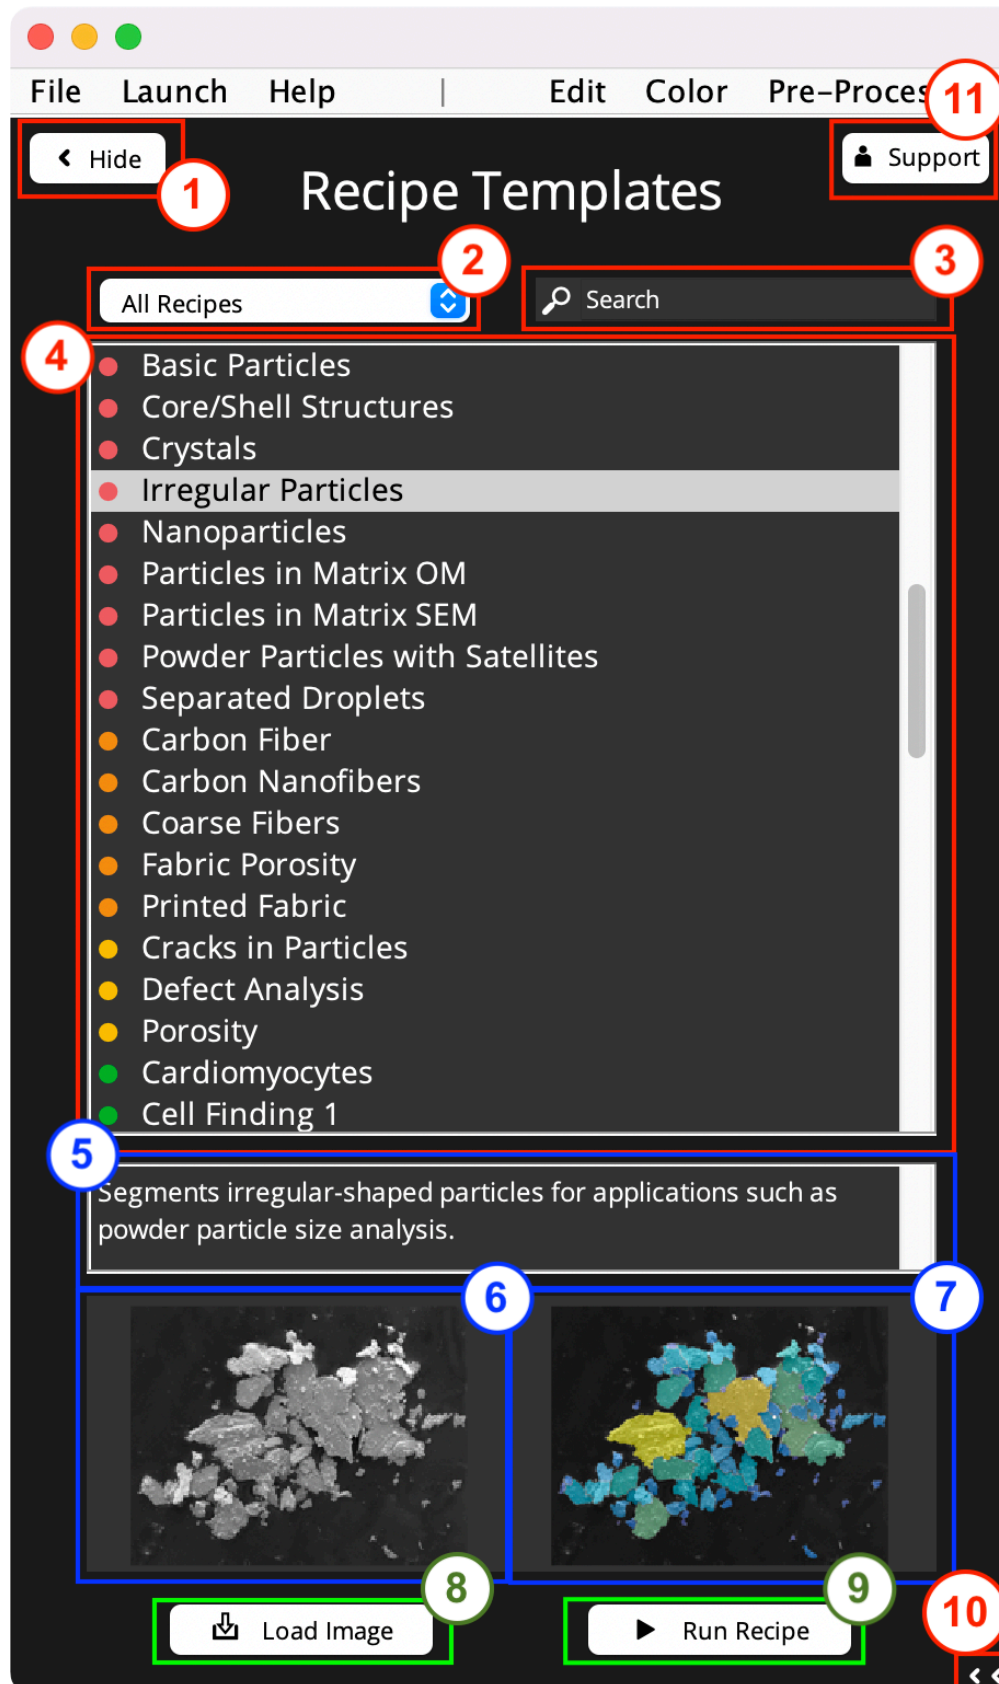 File Launch Help | Edit Color Pre-Proces
11
Hide
Support
1
Recipe Templates
2
3
All Recipes
Search
4
Basic Particles
Core/Shell Structures
Crystals
Irregular Particles
Nanoparticles
Particles in Matrix OM
Particles in Matrix SEM
Powder Particles with Satellites
Separated Droplets
Carbon Fiber
Carbon Nanofibers
Coarse Fibers
Fabric Porosity
Printed Fabric
Cracks in Particles
Defect Analysis
Porosity
Cardiomyocytes
Cell Finding 1
5
Segments irregular-shaped particles for applications such as
powder particle size analysis.
6
7
8
9
10
Load Image
Run Recipe